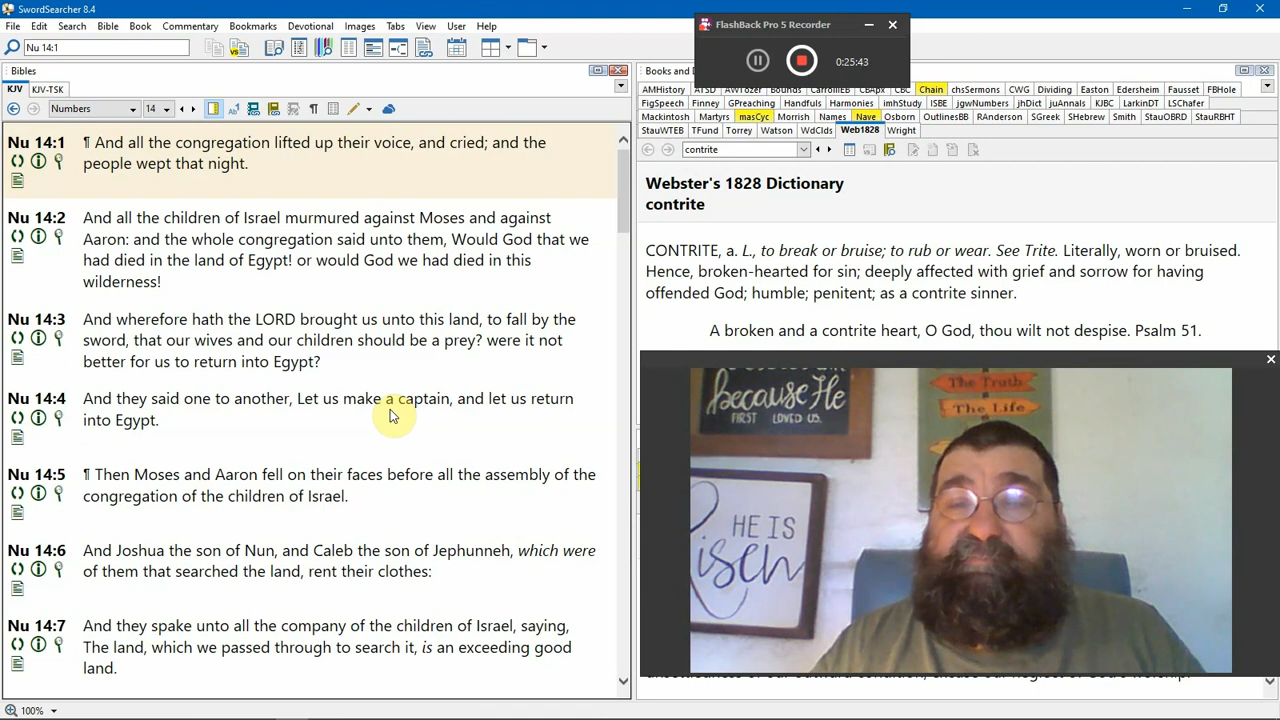 SwordSearcher 8.4
File Edit Search Bible Book Commentary Bookmarks Devotional Images Tabs View User Help
Nu 14:1
FlashBack Pro 5 Recorder
0:25:43
Bibles
KJV KJV-TSK
Numbers 14
Nu 14:1 ¶ And all the congregation lifted up their voice, and cried; and the
people wept that night.
Nu 14:2 And all the children of Israel murmured against Moses and against
Aaron: and the whole congregation said unto them, Would God that we
had died in the land of Egypt! or would God we had died in this
wilderness!
Nu 14:3 And wherefore hath the LORD brought us unto this land, to fall by the
sword, that our wives and our children should be a prey? were it not
better for us to return into Egypt?
Nu 14:4 And they said one to another, Let us make a captain, and let us return
into Egypt.
Nu 14:5 ¶ Then Moses and Aaron fell on their faces before all the assembly of the
congregation of the children of Israel.
Nu 14:6 And Joshua the son of Nun, and Caleb the son of Jephunneh, which were
of them that searched the land, rent their clothes:
Nu 14:7 And they spake unto all the company of the children of Israel, saying,
The land, which we passed through to search it, is an exceeding good
land.
100%
Books and D
AMHistory ATSD AWTozer Bounds CarrollEB CBApx CBC Chain chsSermons CWG Dividing Easton Edersheim FBHole
FigSpeech Finney GPreaching Handfuls Harmonies imhStudy ISBE jgwNumbers jhDict juAnnals KJBC LarkinDT LSChafer
Mackintosh Martyrs masCyc Morrish Names Nave Osborn OutlinesBB RAnderson SGreek SHebrew Smith StauOBRD StauRBHT
StauWTEB TFund Torrey Watson WdClds Web1828 Wright
contrite
Webster's 1828 Dictionary
contrite
CONTRITE, a. L., to break or bruise; to rub or wear. See Trite. Literally, worn or bruised.
Hence, broken-hearted for sin; deeply affected with grief and sorrow for having
offended God; humble; penitent; as a contrite sinner.
A broken and a contrite heart, O God, thou wilt not despise. Psalm 51.
because He
FIRST LOVED US.
The Truth
The Life
HE IS
Risen